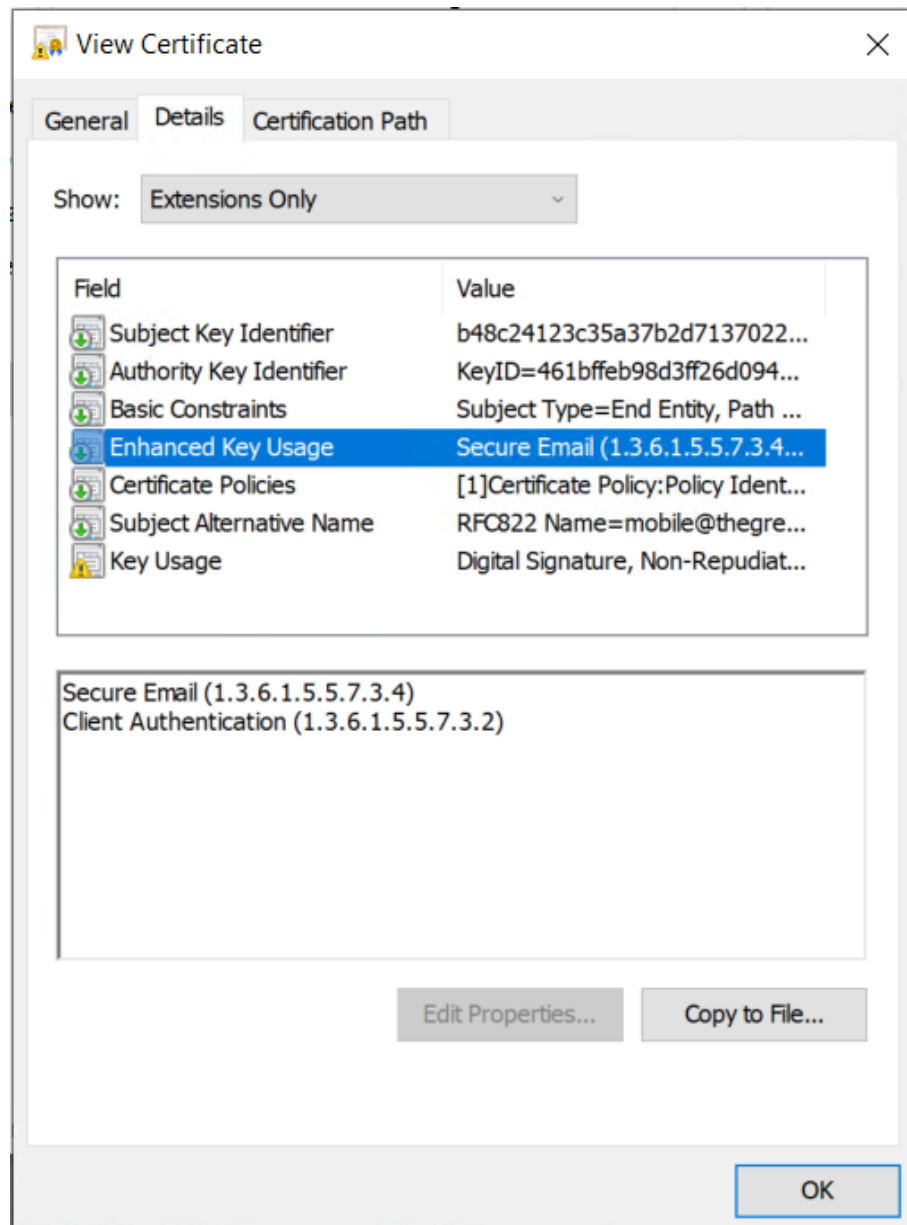 View Certificate
General Details Certification Path
Show: Extensions Only
Field Value
Subject Key Identifier b48c24123c35a37b2d7137022...
Authority Key Identifier KeyID=461bffeb98d3ff26d094...
Basic Constraints Subject Type=End Entity, Path ...
Enhanced Key Usage Secure Email (1.3.6.1.5.5.7.3.4...
Certificate Policies [1]Certificate Policy:Policy Ident...
Subject Alternative Name RFC822 Name=mobile@thegre...
Key Usage Digital Signature, Non-Repudiat...
Secure Email (1.3.6.1.5.5.7.3.4)
Client Authentication (1.3.6.1.5.5.7.3.2)
Edit Properties... Copy to File...
OK